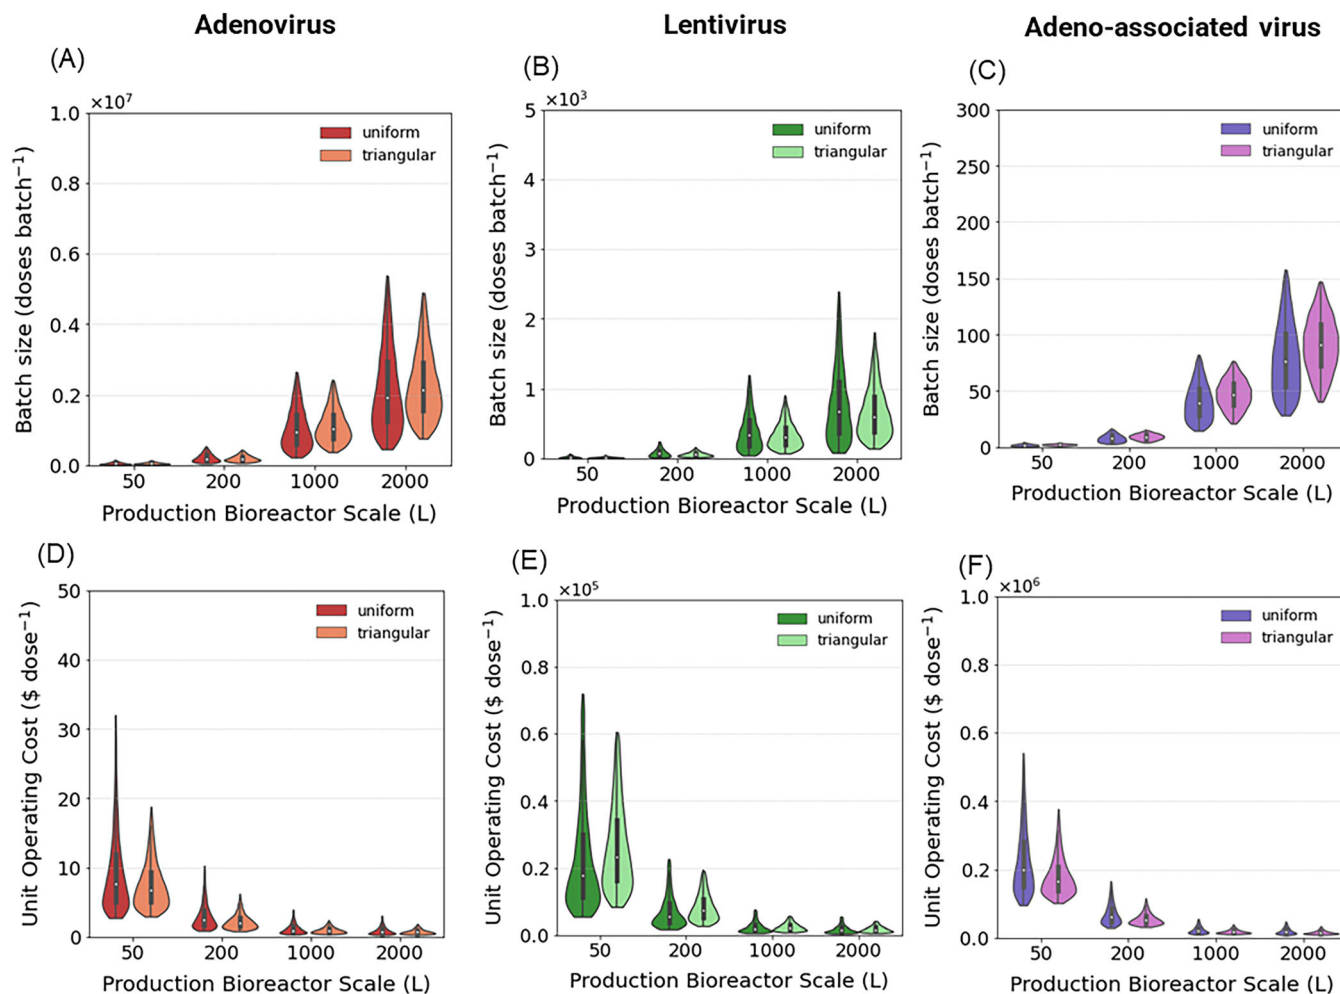 Adenovirus
Lentivirus
Adeno-associated virus
(A)
×10⁷
1.0
0.8
0.6
0.4
0.2
0.0
Batch size (doses batch⁻¹)
uniform
triangular
50 200 1000 2000
Production Bioreactor Scale (L)
(B)
×10³
5
4
3
2
1
0
Batch size (doses batch⁻¹)
uniform
triangular
50 200 1000 2000
Production Bioreactor Scale (L)
(C)
300
250
200
150
100
50
0
Batch size (doses batch⁻¹)
uniform
triangular
50 200 1000 2000
Production Bioreactor Scale (L)
(D)
50
40
30
20
10
0
Unit Operating Cost ($ dose⁻¹)
uniform
triangular
50 200 1000 2000
Production Bioreactor Scale (L)
(E)
×10⁵
1.0
0.8
0.6
0.4
0.2
0.0
Unit Operating Cost ($ dose⁻¹)
uniform
triangular
50 200 1000 2000
Production Bioreactor Scale (L)
(F)
×10⁶
1.0
0.8
0.6
0.4
0.2
0.0
Unit Operating Cost ($ dose⁻¹)
uniform
triangular
50 200 1000 2000
Production Bioreactor Scale (L)